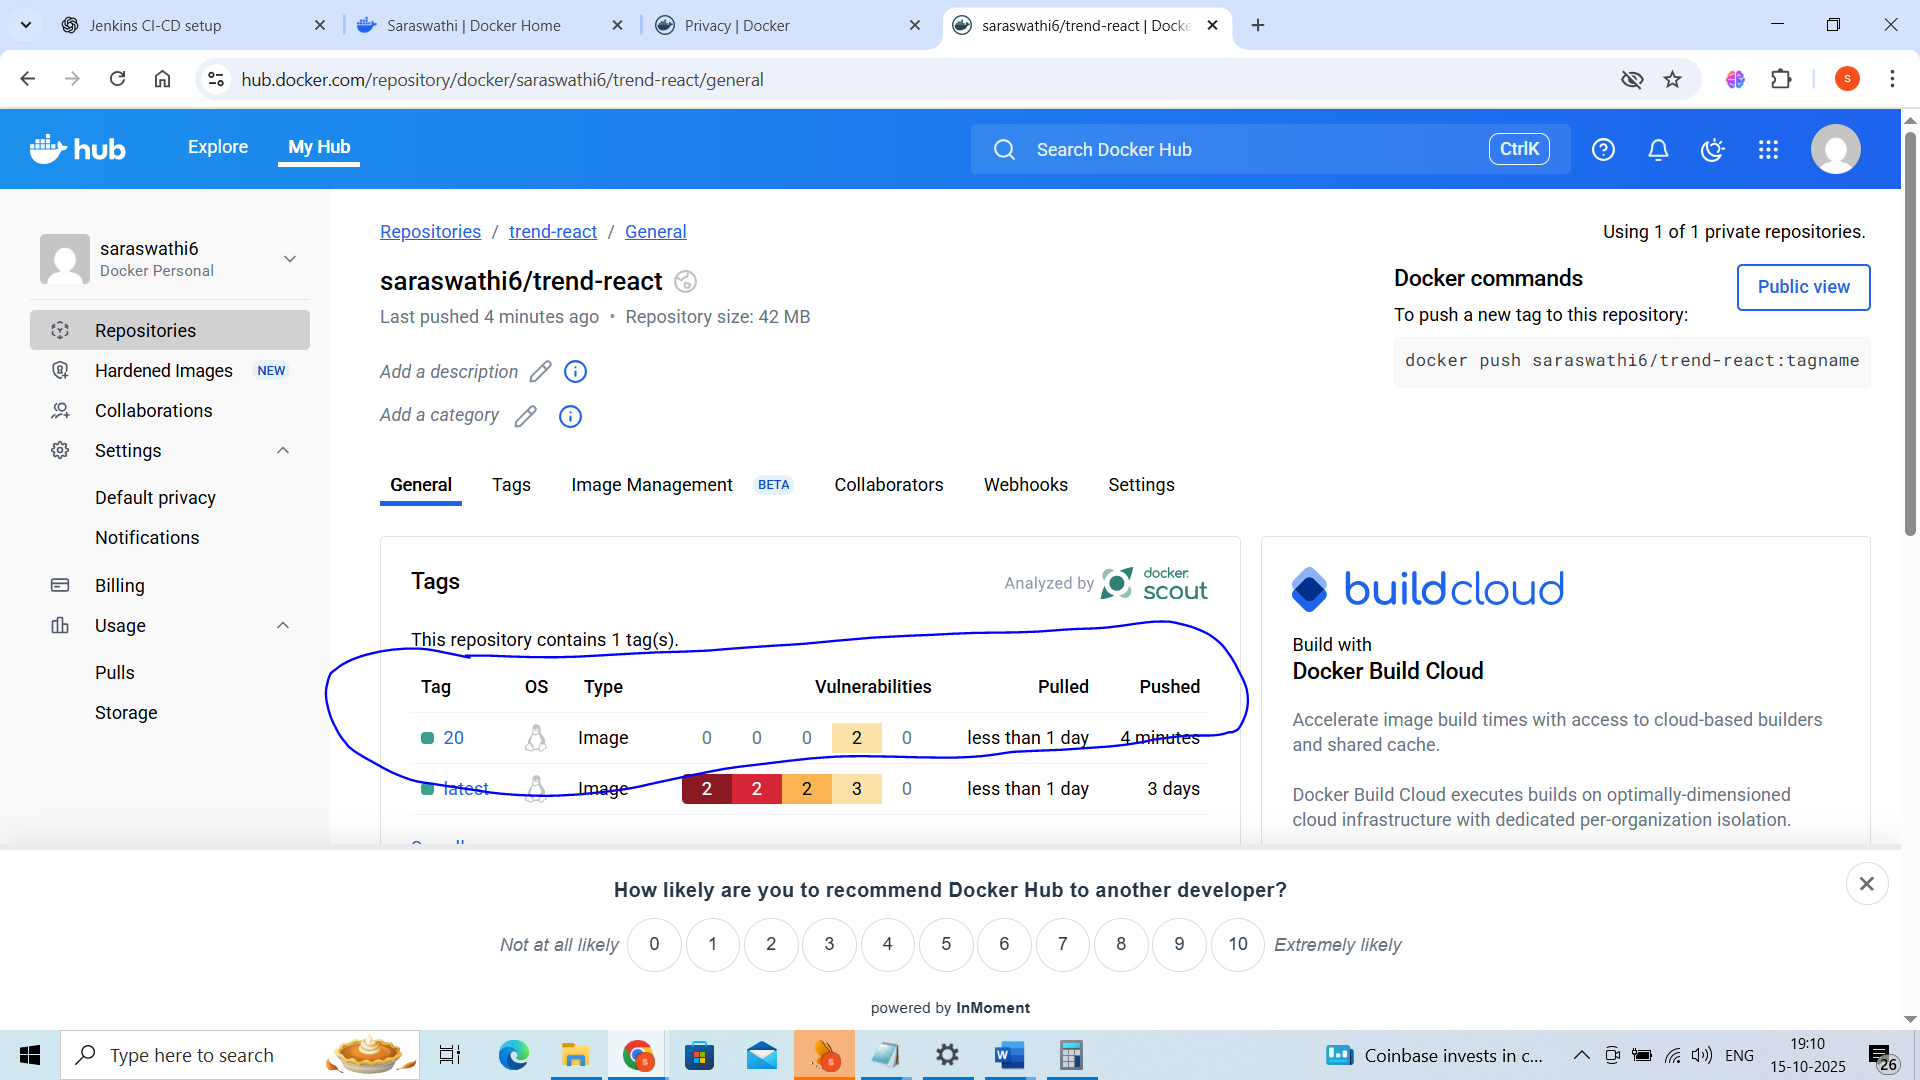 Jenkins CI-CD setup
Saraswathi | Docker Home
Privacy | Docker
saraswathi6/trend-react | Docke
hub.docker.com/repository/docker/saraswathi6/trend-react/general
S
hub
Explore
My Hub
Search Docker Hub
CtrlK
saraswathi6
Docker Personal
Repositories
Hardened Images NEW
Collaborations
Settings
Default privacy
Notifications
Billing
Usage
Pulls
Storage
Repositories / trend-react / General
Using 1 of 1 private repositories.
saraswathi6/trend-react
Last pushed 4 minutes ago • Repository size: 42 MB
Add a description
Add a category
Docker commands
Public view
To push a new tag to this repository:
docker push saraswathi6/trend-react:tagname
General Tags Image Management BETA Collaborators Webhooks Settings
Tags
Analyzed by docker scout
This repository contains 1 tag(s).
Tag OS Type Vulnerabilities Pulled Pushed
20 Image 0 0 0 2 0 less than 1 day 4 minutes
latest Image 2 2 2 3 0 less than 1 day 3 days
buildcloud
Build with
Docker Build Cloud
Accelerate image build times with access to cloud-based builders
and shared cache.
Docker Build Cloud executes builds on optimally-dimensioned
cloud infrastructure with dedicated per-organization isolation.
How likely are you to recommend Docker Hub to another developer?
Not at all likely 0 1 2 3 4 5 6 7 8 9 10 Extremely likely
powered by InMoment
Type here to search
Coinbase invests in c...
ENG
19:10
15-10-2025
26